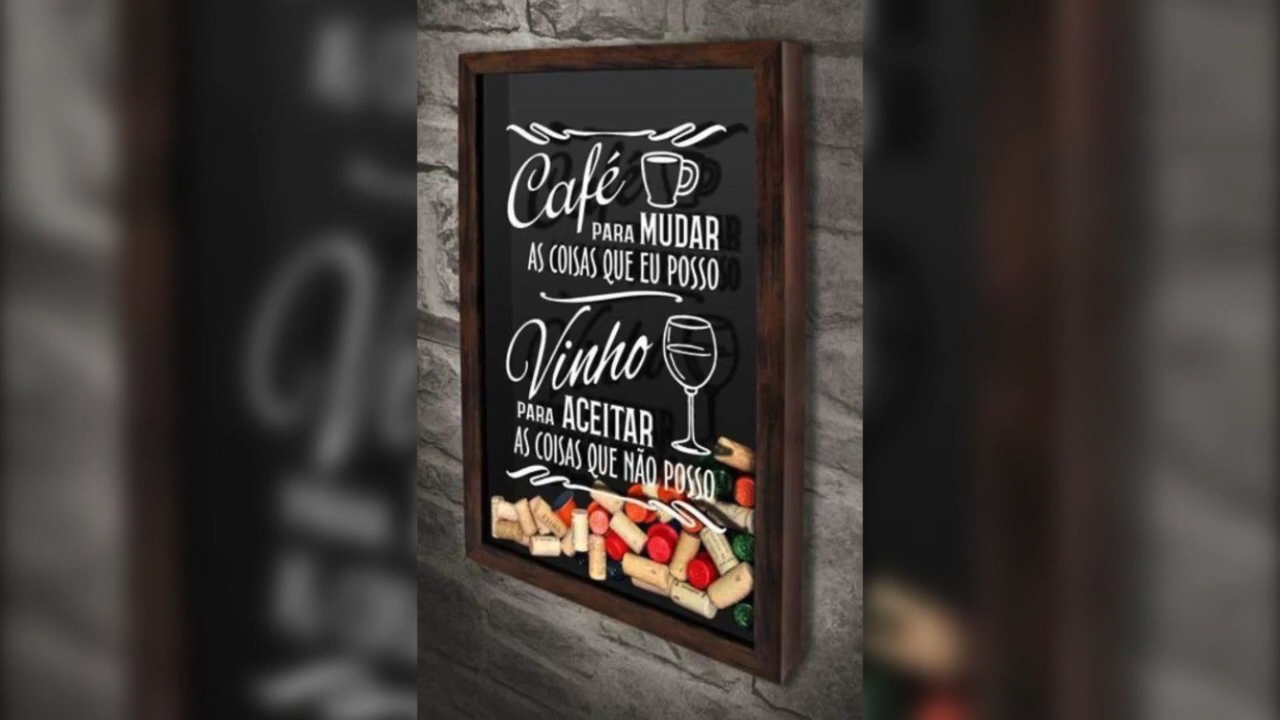 Café
PARA MUDAR
AS COISAS QUE EU POSSO
Vinho
PARA ACEITAR
AS COISAS QUE NÃO POSSO